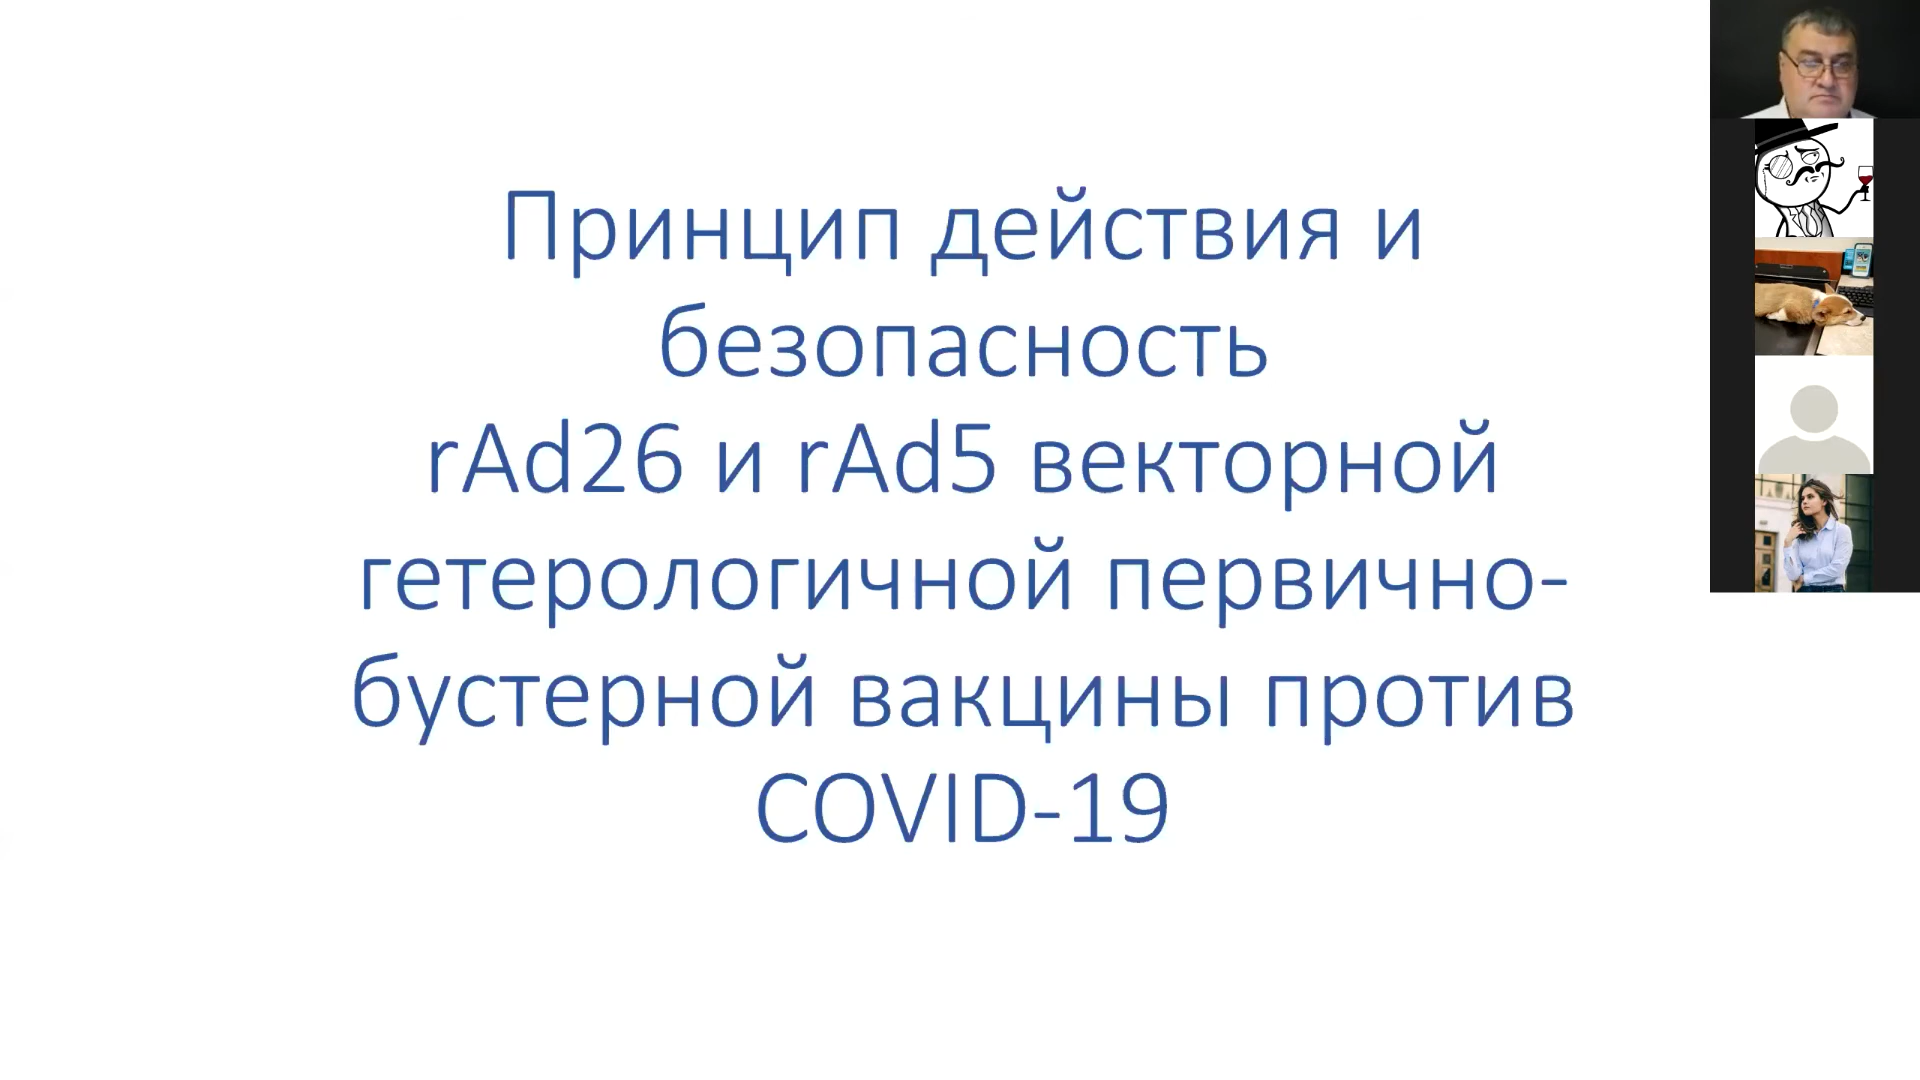 Принцип действия и
безопасность
rAd26 и rAd5 векторной
гетерологичной первично-
бустерной вакцины против
COVID-19